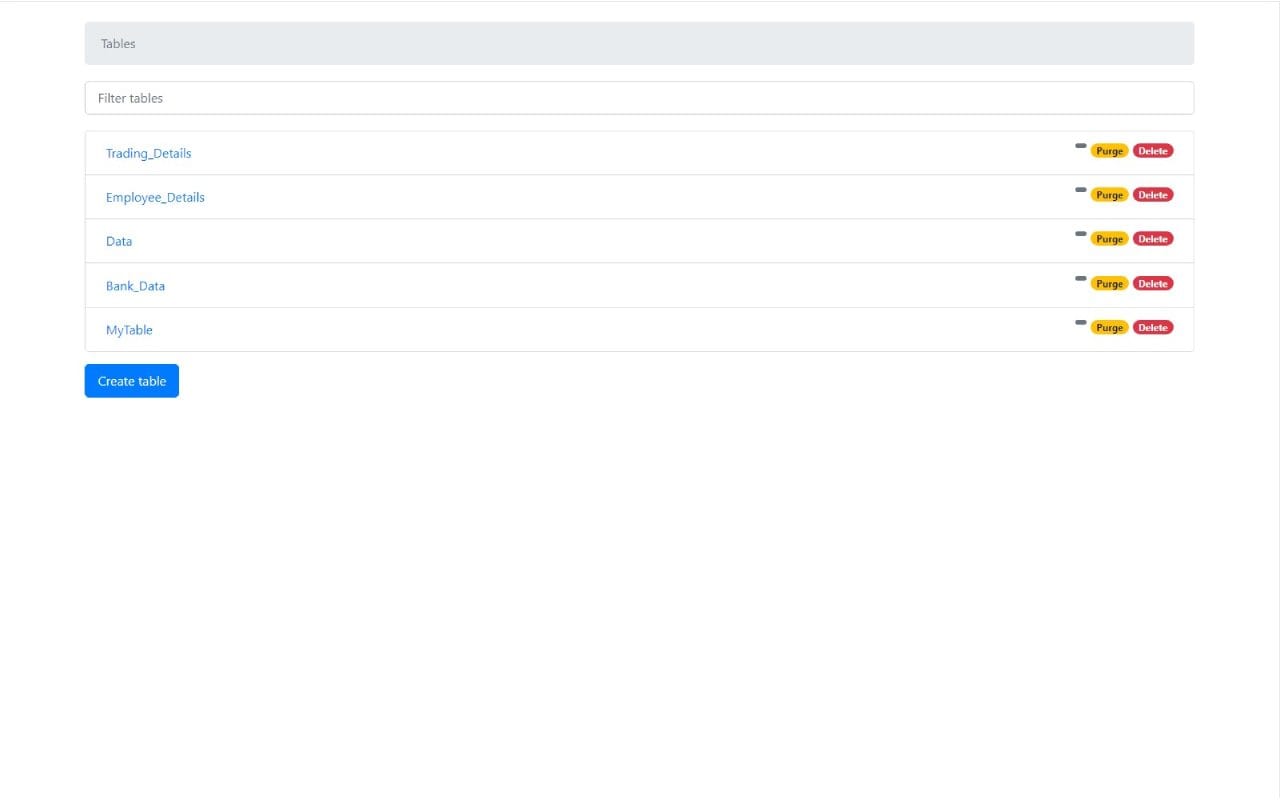 Tables
Filter tables
Trading_Details Purge Delete
Employee_Details Purge Delete
Data Purge Delete
Bank_Data Purge Delete
MyTable Purge Delete
Create table